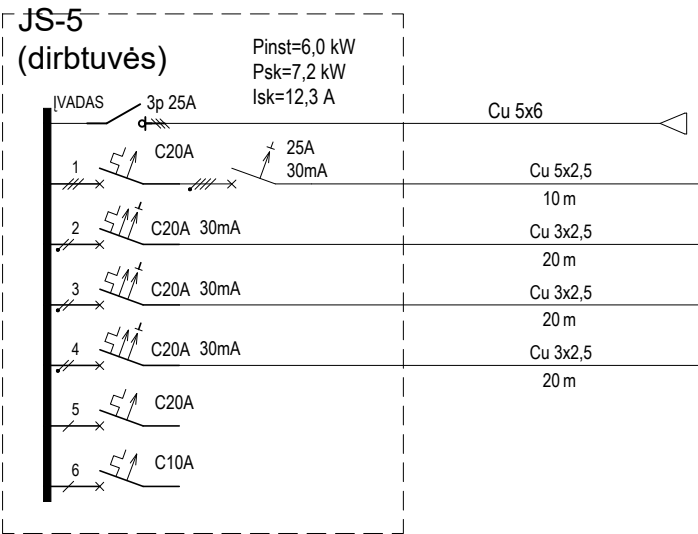 JS-5
(dirbtuvės)
Pinst=6,0 kW
Psk=7,2 kW
Isk=12,3 A
ĮVADAS
3p 25A
Cu 5x6
1
C20A
25A
30mA
Cu 5x2,5
10 m
2
C20A 30mA
Cu 3x2,5
20 m
3
C20A 30mA
Cu 3x2,5
20 m
4
C20A 30mA
Cu 3x2,5
20 m
5
C20A
6
C10A